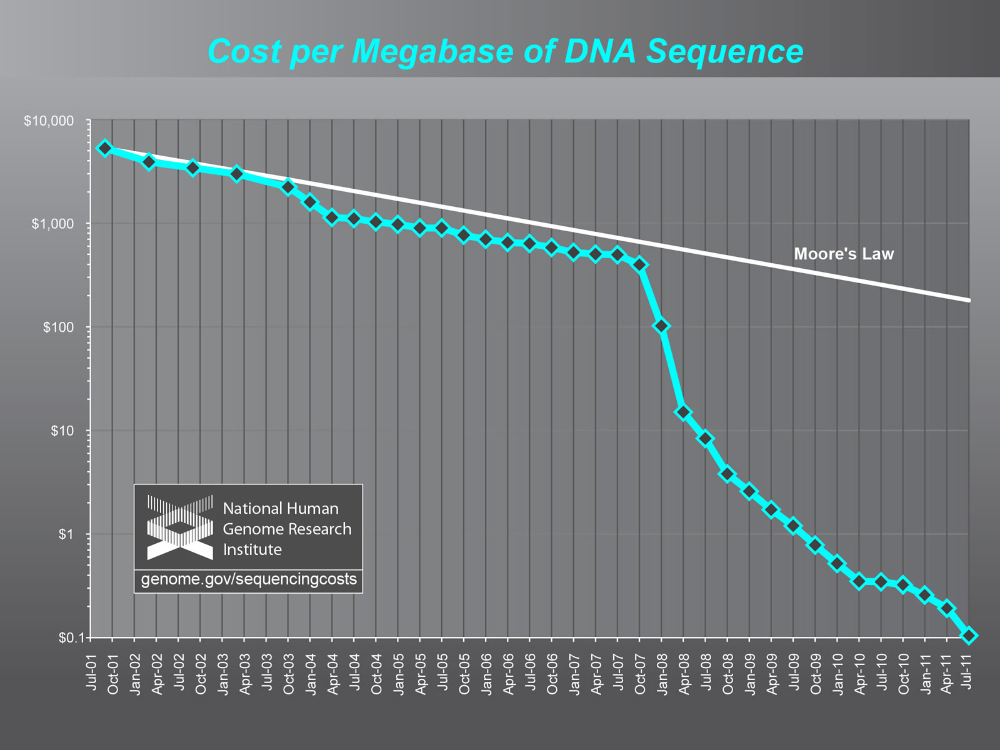 Cost per Megabase of DNA Sequence
$10,000
$1,000
$100
$10
$1
$0.1
Moore's Law
National Human
Genome Research
Institute
genome.gov/sequencingcosts
Jul-01
Oct-01
Jan-02
Apr-02
Jul-02
Oct-02
Jan-03
Apr-03
Jul-03
Oct-03
Jan-04
Apr-04
Jul-04
Oct-04
Jan-05
Apr-05
Jul-05
Oct-05
Jan-06
Apr-06
Jul-06
Oct-06
Jan-07
Apr-07
Jul-07
Oct-07
Jan-08
Apr-08
Jul-08
Oct-08
Jan-09
Apr-09
Jul-09
Oct-09
Jan-10
Apr-10
Jul-10
Oct-10
Jan-11
Apr-11
Jul-11